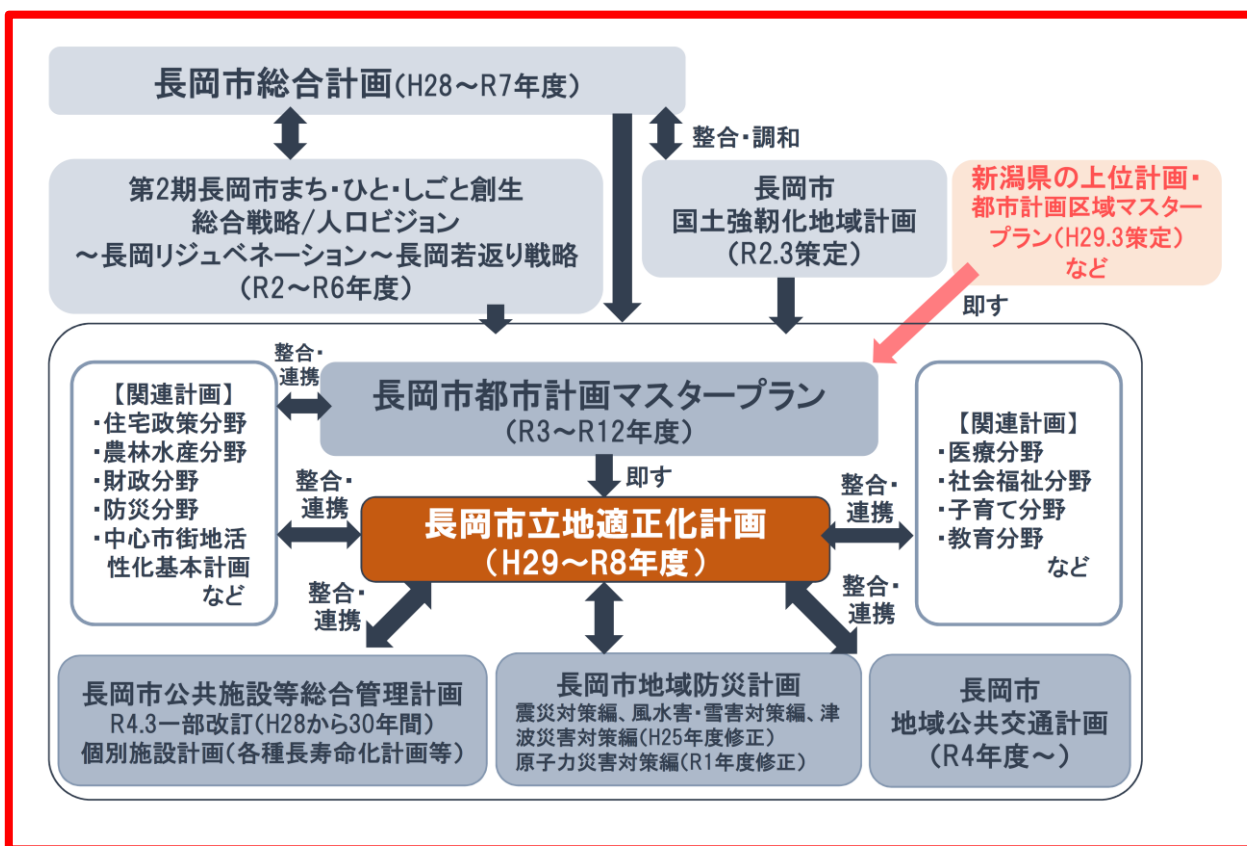 長岡市総合計画(H28～R7年度)
整合・調和
第2期長岡市まち・ひと・しごと創生
総合戦略/人口ビジョン
～長岡リジュベネーション～長岡若返り戦略
(R2～R6年度)
長岡市
国土強靭化地域計画
(R2.3策定)
新潟県の上位計画・
都市計画区域マスター
プラン(H29.3策定)
など
即す
整合・
連携
長岡市都市計画マスタープラン
(R3～R12年度)
【関連計画】
・住宅政策分野
・農林水産分野
・財政分野
・防災分野
・中心市街地活
性化基本計画
など
【関連計画】
・医療分野
・社会福祉分野
・子育て分野
・教育分野
など
即す
整合・
連携
長岡市立地適正化計画
(H29～R8年度)
整合・
連携
整合・
連携
整合・
連携
長岡市公共施設等総合管理計画
R4.3一部改訂(H28から30年間)
個別施設計画(各種長寿命化計画等)
長岡市地域防災計画
震災対策編、風水害・雪害対策編、津
波災害対策編(H25年度修正)
原子力災害対策編(R1年度修正)
長岡市
地域公共交通計画
(R4年度～)